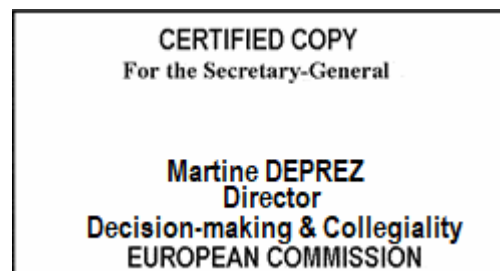 CERTIFIED COPY
For the Secretary-General
Martine DEPREZ
Director
Decision-making & Collegiality
EUROPEAN COMMISSION